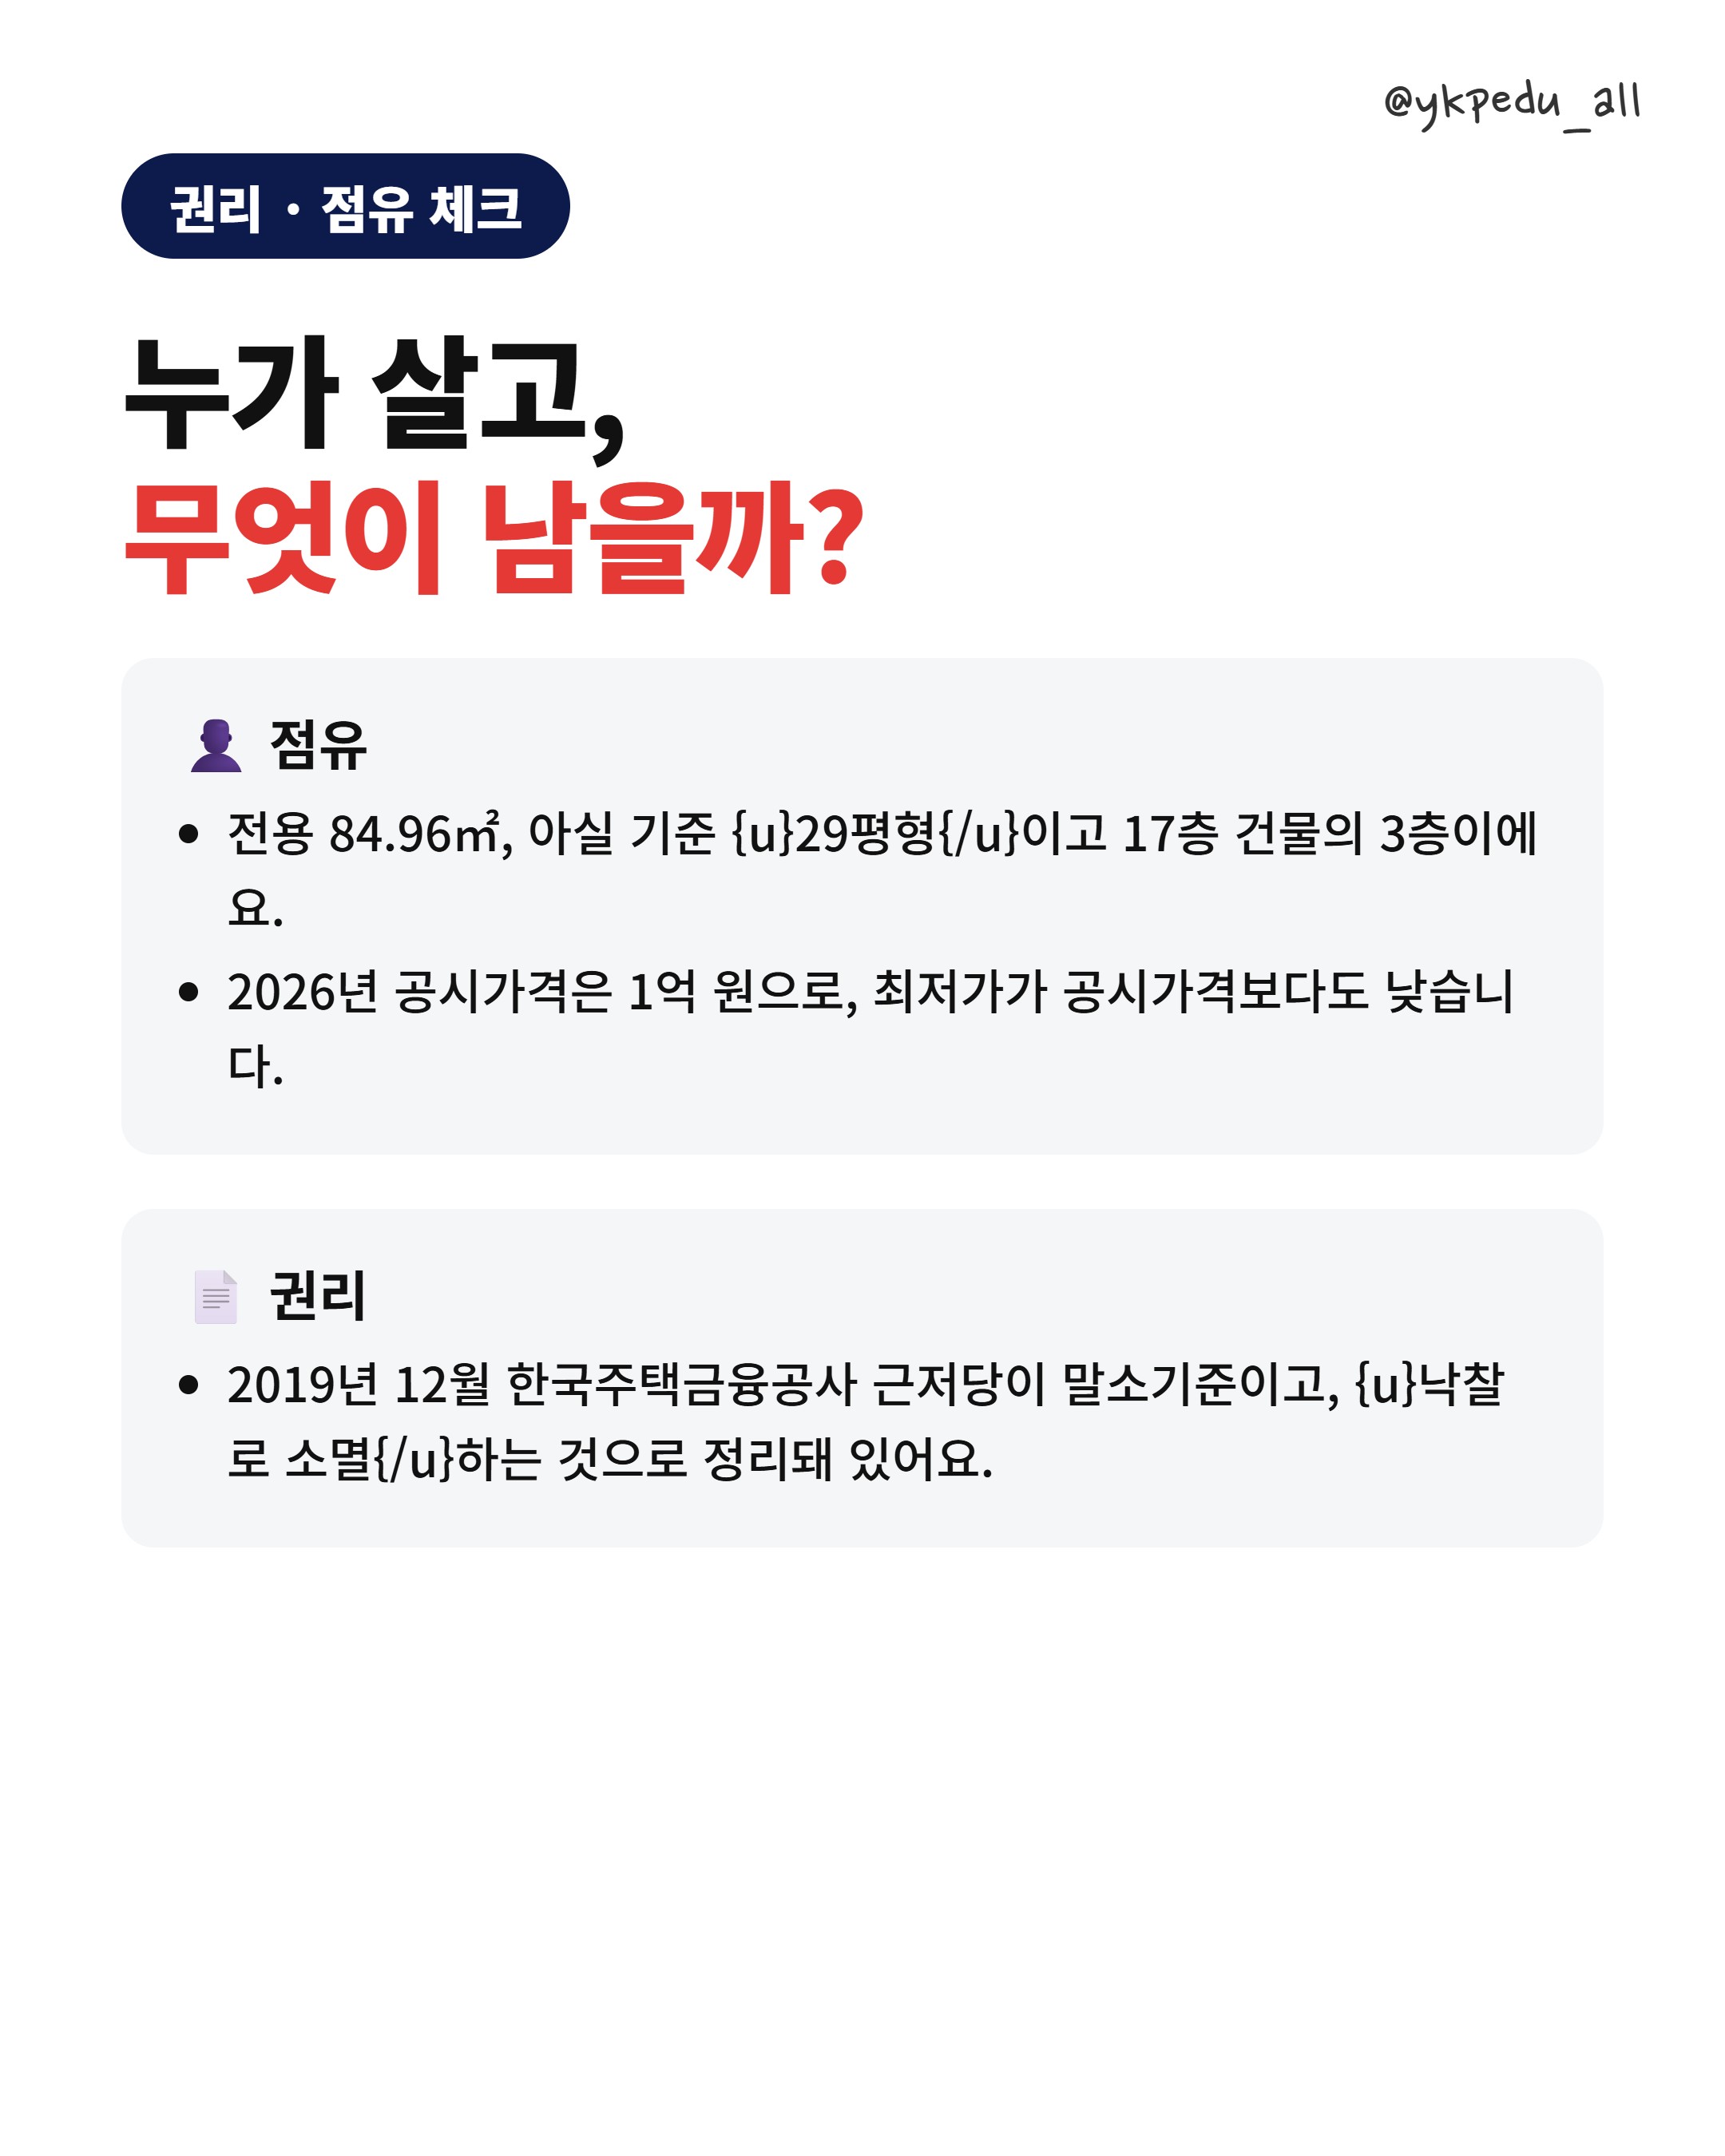 @ykpedu_all
권리 · 점유 체크
누가 살고,
무엇이 남을까?
점유
• 전용 84.96㎡, 아실 기준 {u}29평형{/u}이고 17층 건물의 3층이에
요.
• 2026년 공시가격은 1억 원으로, 최저가가 공시가격보다도 낮습니
다.
권리
• 2019년 12월 한국주택금융공사 근저당이 말소기준이고, {u}낙찰
로 소멸{/u}하는 것으로 정리돼 있어요.